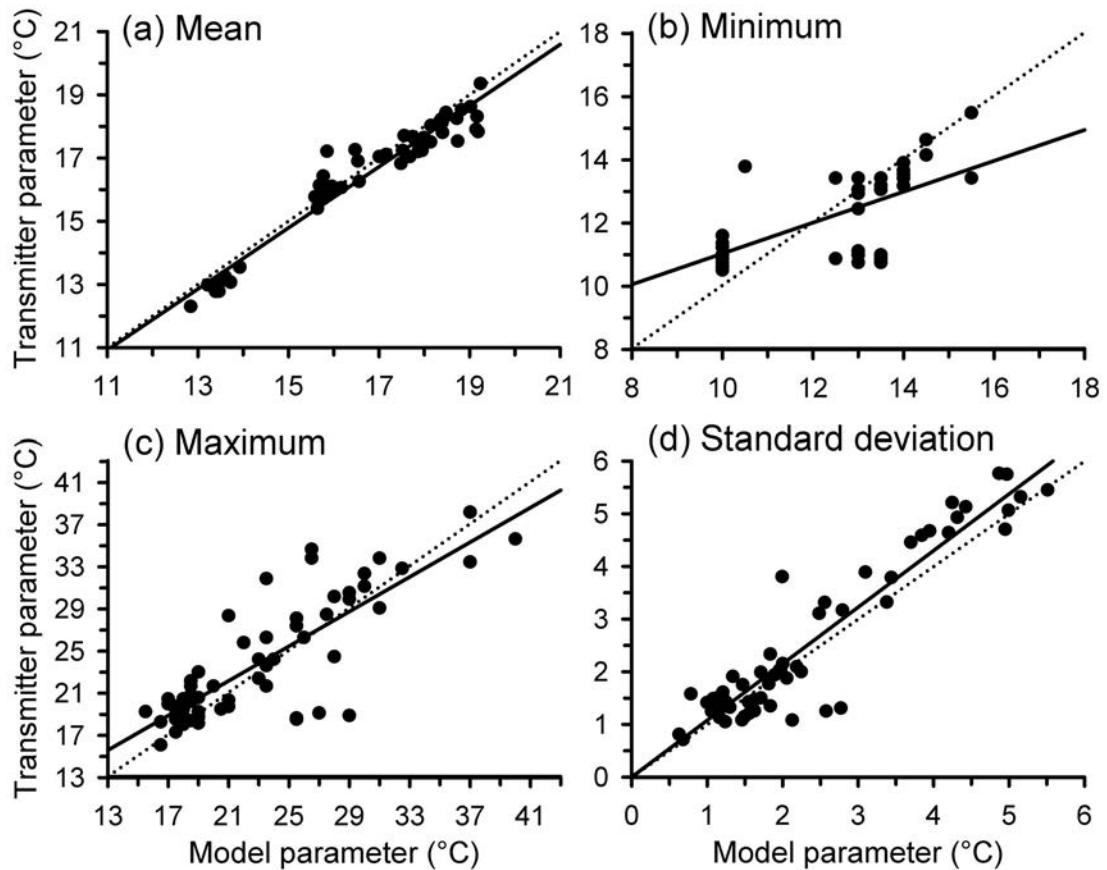 (a) Mean
Transmitter parameter (°C)
21
19
17
15
13
11
11 13 15 17 19 21
(b) Minimum
18
16
14
12
10
8
8 10 12 14 16 18
(c) Maximum
Transmitter parameter (°C)
41
37
33
29
25
21
17
13
13 17 21 25 29 33 37 41
Model parameter (°C)
(d) Standard deviation
6
5
4
3
2
1
0
0 1 2 3 4 5 6
Model parameter (°C)